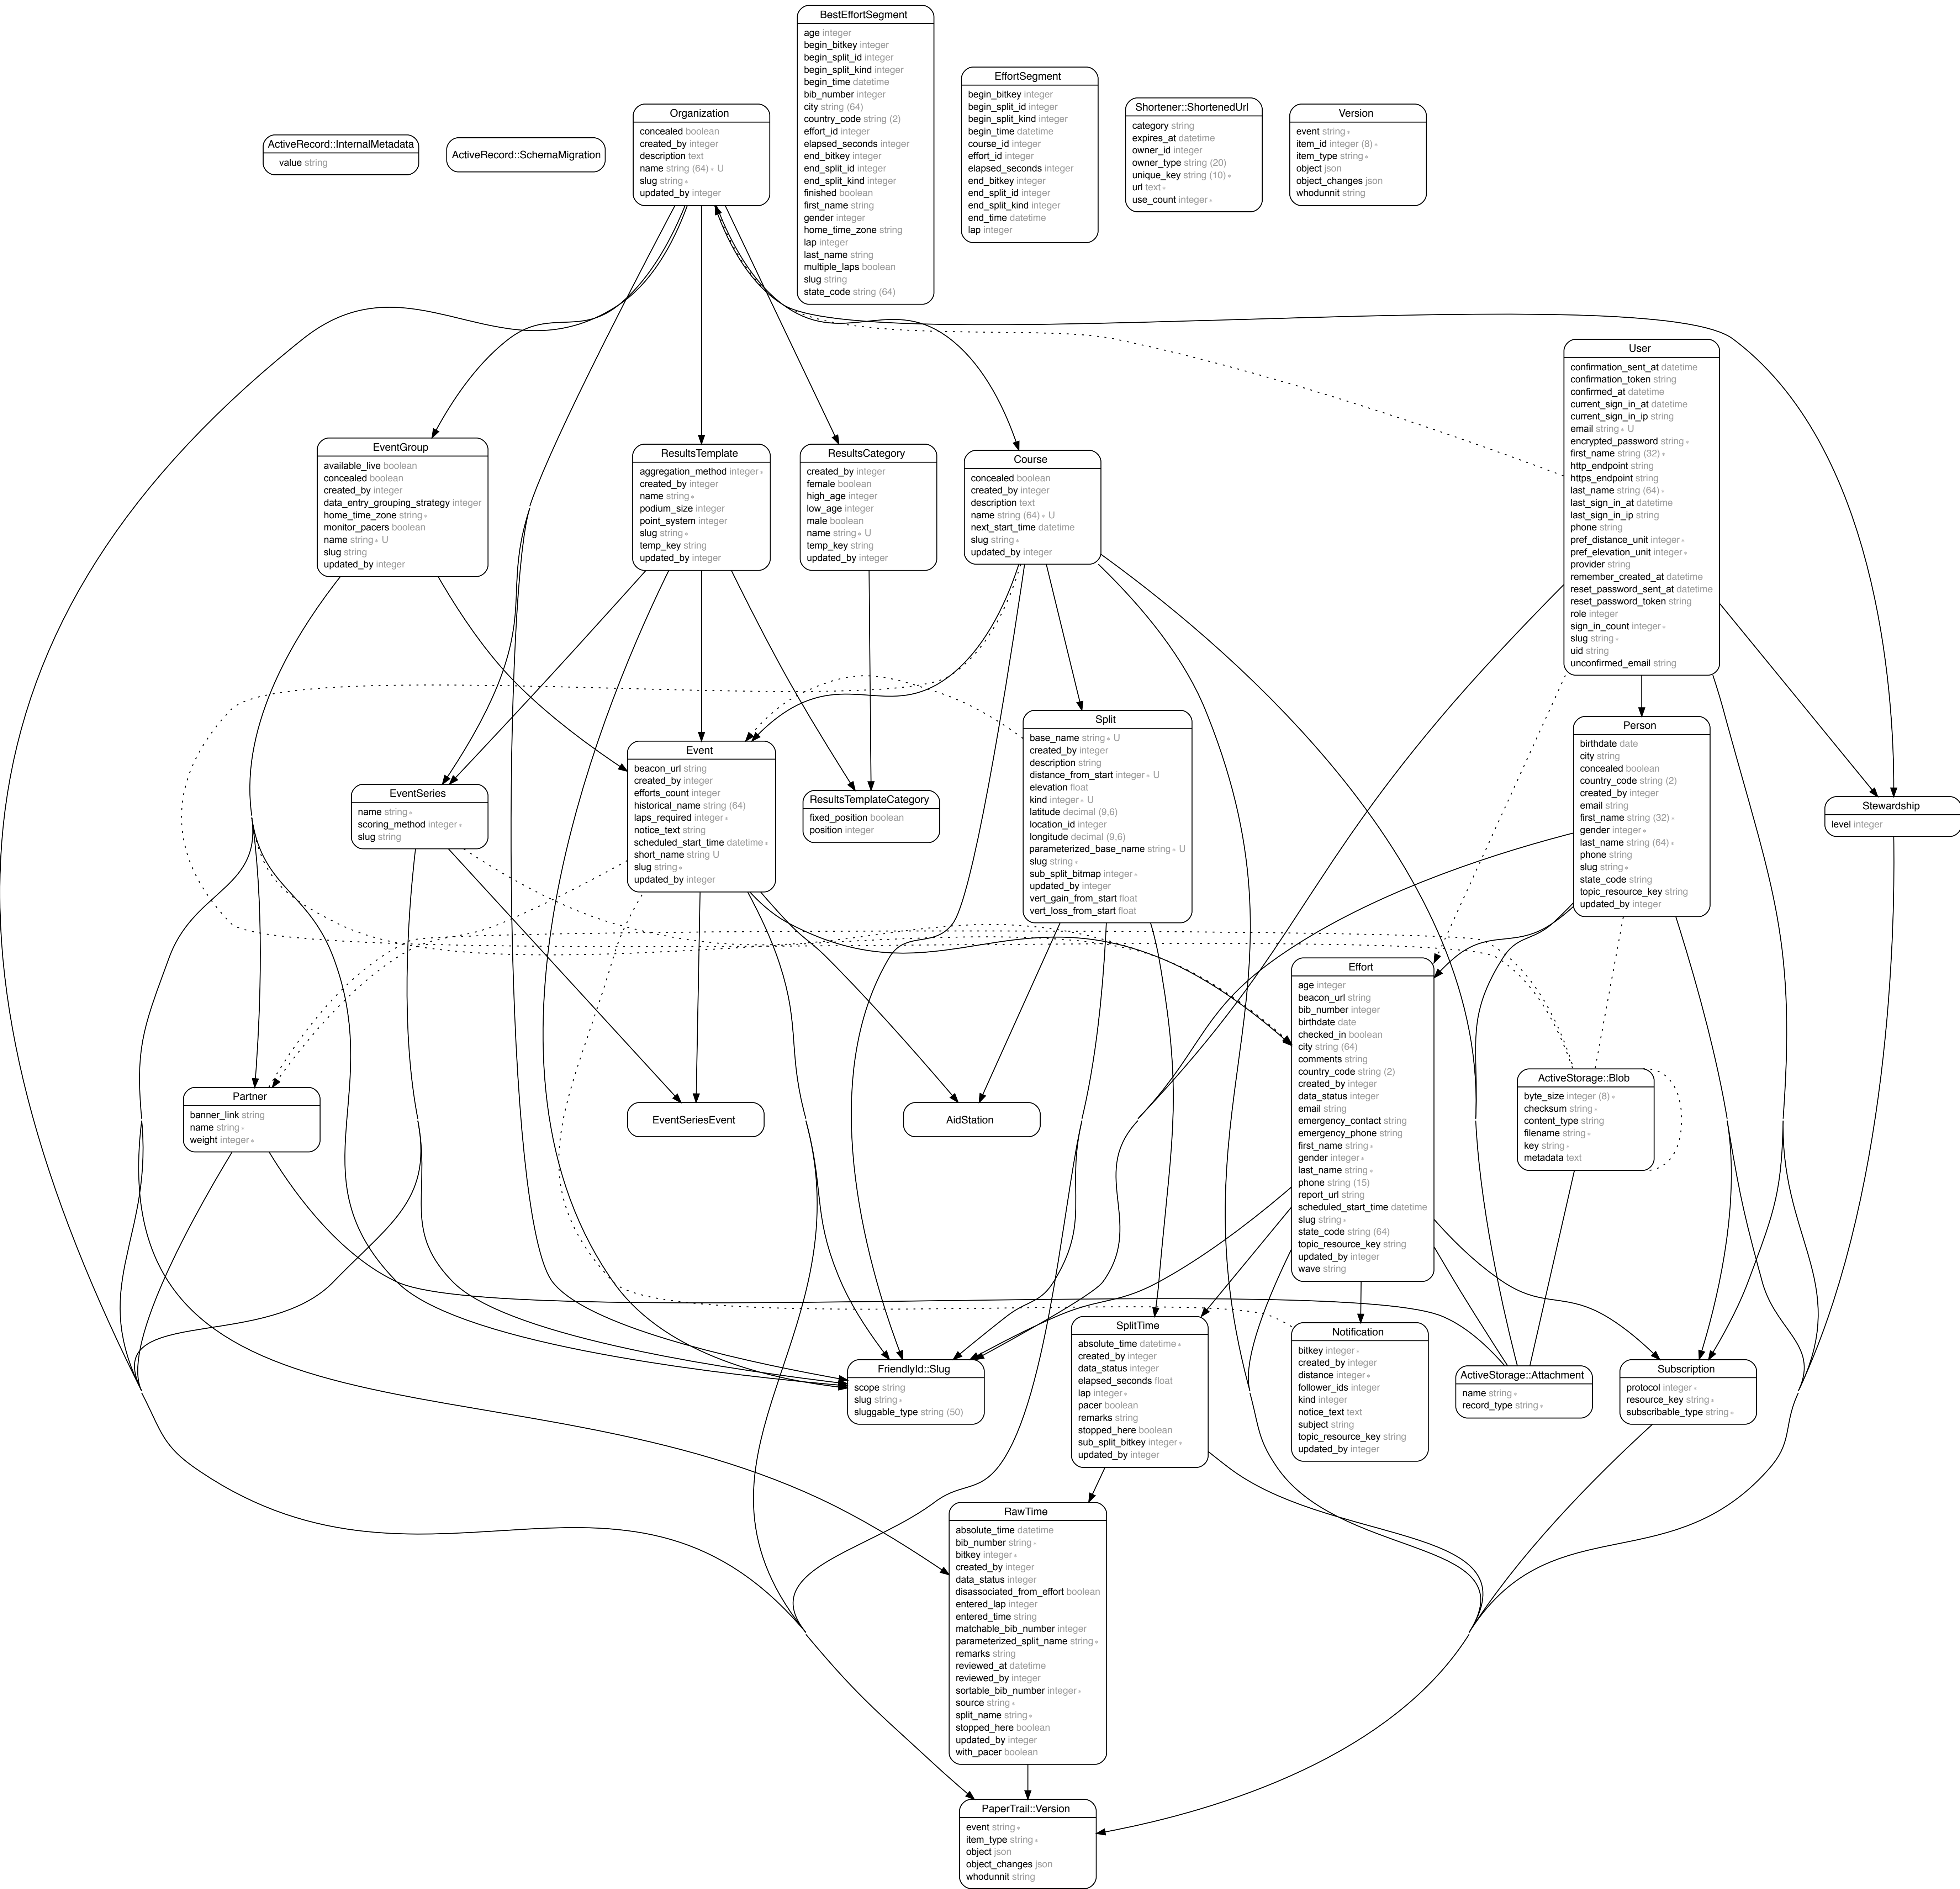 BestEffortSegment
age integer
begin_bitkey integer
begin_split_id integer
begin_split_kind integer
begin_time datetime
bib_number integer
city string (64)
country_code string (2)
effort_id integer
elapsed_seconds integer
end_bitkey integer
end_split_id integer
end_split_kind integer
finished boolean
first_name string
gender integer
home_time_zone string
lap integer
last_name string
multiple_laps boolean
slug string
state_code string (64)
EffortSegment
begin_bitkey integer
begin_split_id integer
begin_split_kind integer
begin_time datetime
course_id integer
effort_id integer
elapsed_seconds integer
end_bitkey integer
end_split_id integer
end_split_kind integer
end_time datetime
lap integer
Shortener::ShortenedUrl
category string
expires_at datetime
owner_id integer
owner_type string (20)
unique_key string (10) *
url text *
use_count integer *
Version
event string *
item_id integer (8) *
item_type string *
object json
object_changes json
whodunnit string
Organization
concealed boolean
created_by integer
description text
name string (64) * U
slug string *
updated_by integer
ActiveRecord::InternalMetadata
value string
ActiveRecord::SchemaMigration
User
confirmation_sent_at datetime
confirmation_token string
confirmed_at datetime
current_sign_in_at datetime
current_sign_in_ip string
email string * U
encrypted_password string *
first_name string (32) *
http_endpoint string
https_endpoint string
last_name string (64) *
last_sign_in_at datetime
last_sign_in_ip string
phone string
pref_distance_unit integer *
pref_elevation_unit integer *
provider string
remember_created_at datetime
reset_password_sent_at datetime
reset_password_token string
role integer
sign_in_count integer *
slug string *
uid string
unconfirmed_email string
EventGroup
available_live boolean
concealed boolean
created_by integer
data_entry_grouping_strategy integer
home_time_zone string *
monitor_pacers boolean
name string * U
slug string
updated_by integer
ResultsTemplate
aggregation_method integer *
created_by integer
name string *
podium_size integer
point_system integer
slug string *
temp_key string
updated_by integer
ResultsCategory
created_by integer
female boolean
high_age integer
low_age integer
male boolean
name string * U
temp_key string
updated_by integer
Course
concealed boolean
created_by integer
description text
name string (64) * U
next_start_time datetime
slug string *
updated_by integer
Split
base_name string * U
created_by integer
description string
distance_from_start integer * U
elevation float
kind integer * U
latitude decimal (9,6)
location_id integer
longitude decimal (9,6)
parameterized_base_name string * U
slug string *
sub_split_bitmap integer *
updated_by integer
vert_gain_from_start float
vert_loss_from_start float
Person
birthdate date
city string
concealed boolean
country_code string (2)
created_by integer
email string
first_name string (32) *
gender integer *
last_name string (64) *
phone string
slug string *
state_code string
topic_resource_key string
updated_by integer
Event
beacon_url string
created_by integer
efforts_count integer
historical_name string (64)
laps_required integer *
notice_text string
scheduled_start_time datetime *
short_name string U
slug string *
updated_by integer
EventSeries
name string *
scoring_method integer *
slug string
ResultsTemplateCategory
fixed_position boolean
position integer
Stewardship
level integer
Effort
age integer
beacon_url string
bib_number integer
birthdate date
checked_in boolean
city string (64)
comments string
country_code string (2)
created_by integer
data_status integer
email string
emergency_contact string
emergency_phone string
first_name string *
gender integer *
last_name string *
phone string (15)
report_url string
scheduled_start_time datetime
slug string *
state_code string (64)
topic_resource_key string
updated_by integer
wave string
ActiveStorage::Blob
byte_size integer (8) *
checksum string *
content_type string
filename string *
key string *
metadata text
Partner
banner_link string
name string *
weight integer *
EventSeriesEvent
AidStation
SplitTime
absolute_time datetime *
created_by integer
data_status integer
elapsed_seconds float
lap integer *
pacer boolean
remarks string
stopped_here boolean
sub_split_bitkey integer *
updated_by integer
Notification
bitkey integer *
created_by integer
distance integer *
follower_ids integer
kind integer
notice_text text
subject string
topic_resource_key string
updated_by integer
FriendlyId::Slug
scope string
slug string *
sluggable_type string (50)
ActiveStorage::Attachment
name string *
record_type string *
Subscription
protocol integer *
resource_key string *
subscribable_type string *
RawTime
absolute_time datetime
bib_number string *
bitkey integer *
created_by integer
data_status integer
disassociated_from_effort boolean
entered_lap integer
entered_time string
matchable_bib_number integer
parameterized_split_name string *
remarks string
reviewed_at datetime
reviewed_by integer
sortable_bib_number integer *
source string *
split_name string *
stopped_here boolean
updated_by integer
with_pacer boolean
PaperTrail::Version
event string *
item_type string *
object json
object_changes json
whodunnit string